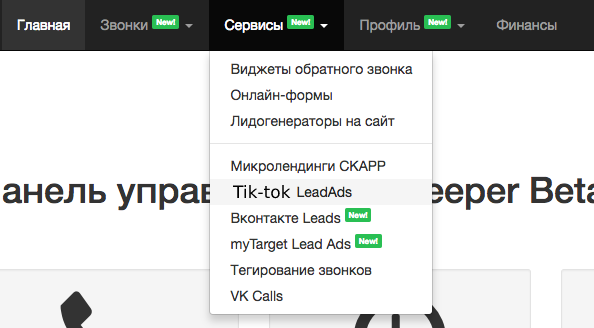 Главная Звонки New! Сервисы New! Профиль New! Финансы
Виджеты обратного звонка
Онлайн-формы
Лидогенераторы на сайт
Микролендинги СКАРР
анель управ eeper Beta
Tik-tok LeadAds
Вконтакте Leads New!
myTarget Lead Ads New!
Тегирование звонков
VK Calls